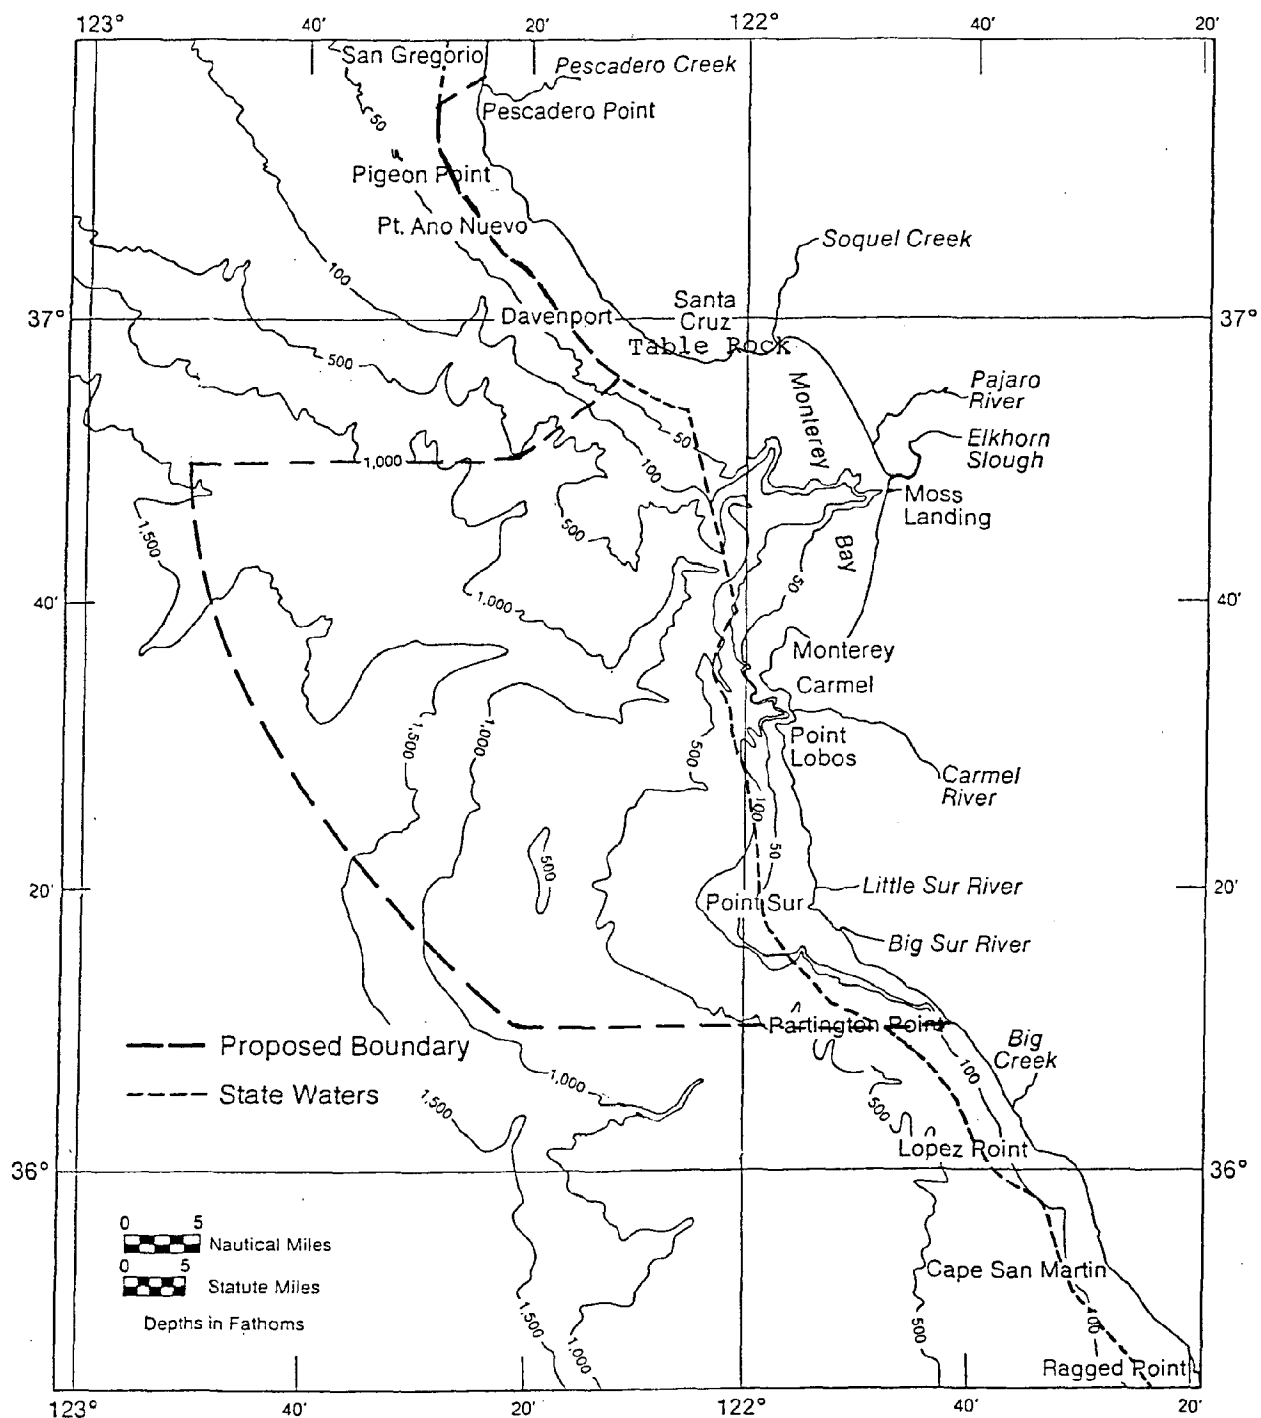 123° 40' 20' 122° 40' 20'
San Gregorio
Pescadero Creek
Pescadero Point
50
Pigeon Point
Pt. Ano Nuevo
Soquel Creek
100
Santa
Cruz
37° Davenport 37°
Table Rock
500
Pajaro
River
Monterey
50
Elkhorn
Slough
1,000
100
Moss
Landing
1,500
500
Bay
50
40' 1,000 40'
Monterey
Carmel
1,500
1,000
500
Point
Lobos
Carmel
River
100
50
500
20' Little Sur River 20'
Point Sur
Big Sur River
Partington Point
Proposed Boundary
Big
Creek
100
1,000
State Waters
1,500
500
Lopez Point
36° 36°
0 5
Nautical Miles
0 5
Statute Miles
Cape San Martin
Depths in Fathoms
1,500
1,000
500
100
Ragged Point
123° 40' 20' 122° 40' 20'